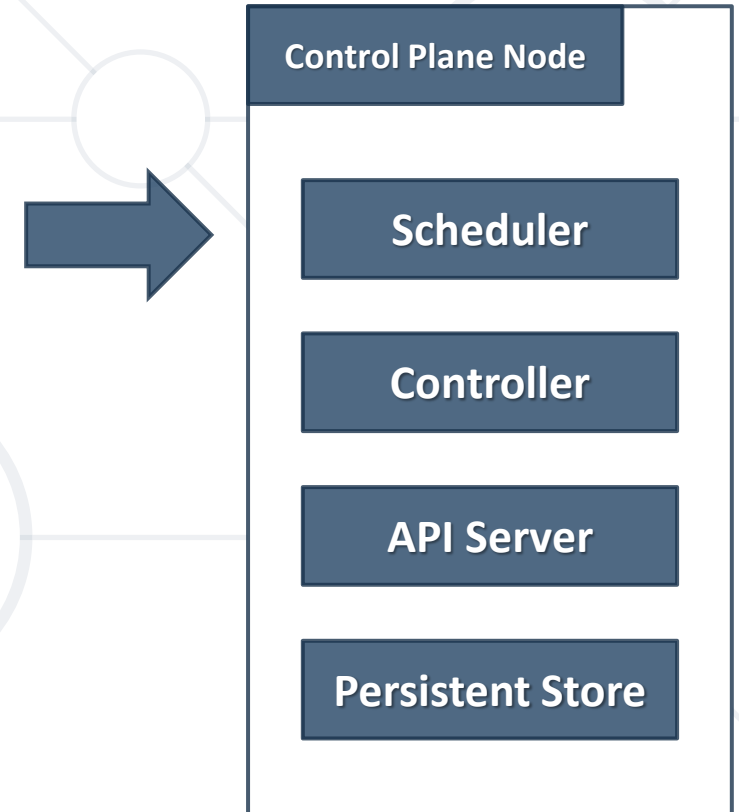 Control Plane Node
Scheduler
Controller
API Server
Persistent Store